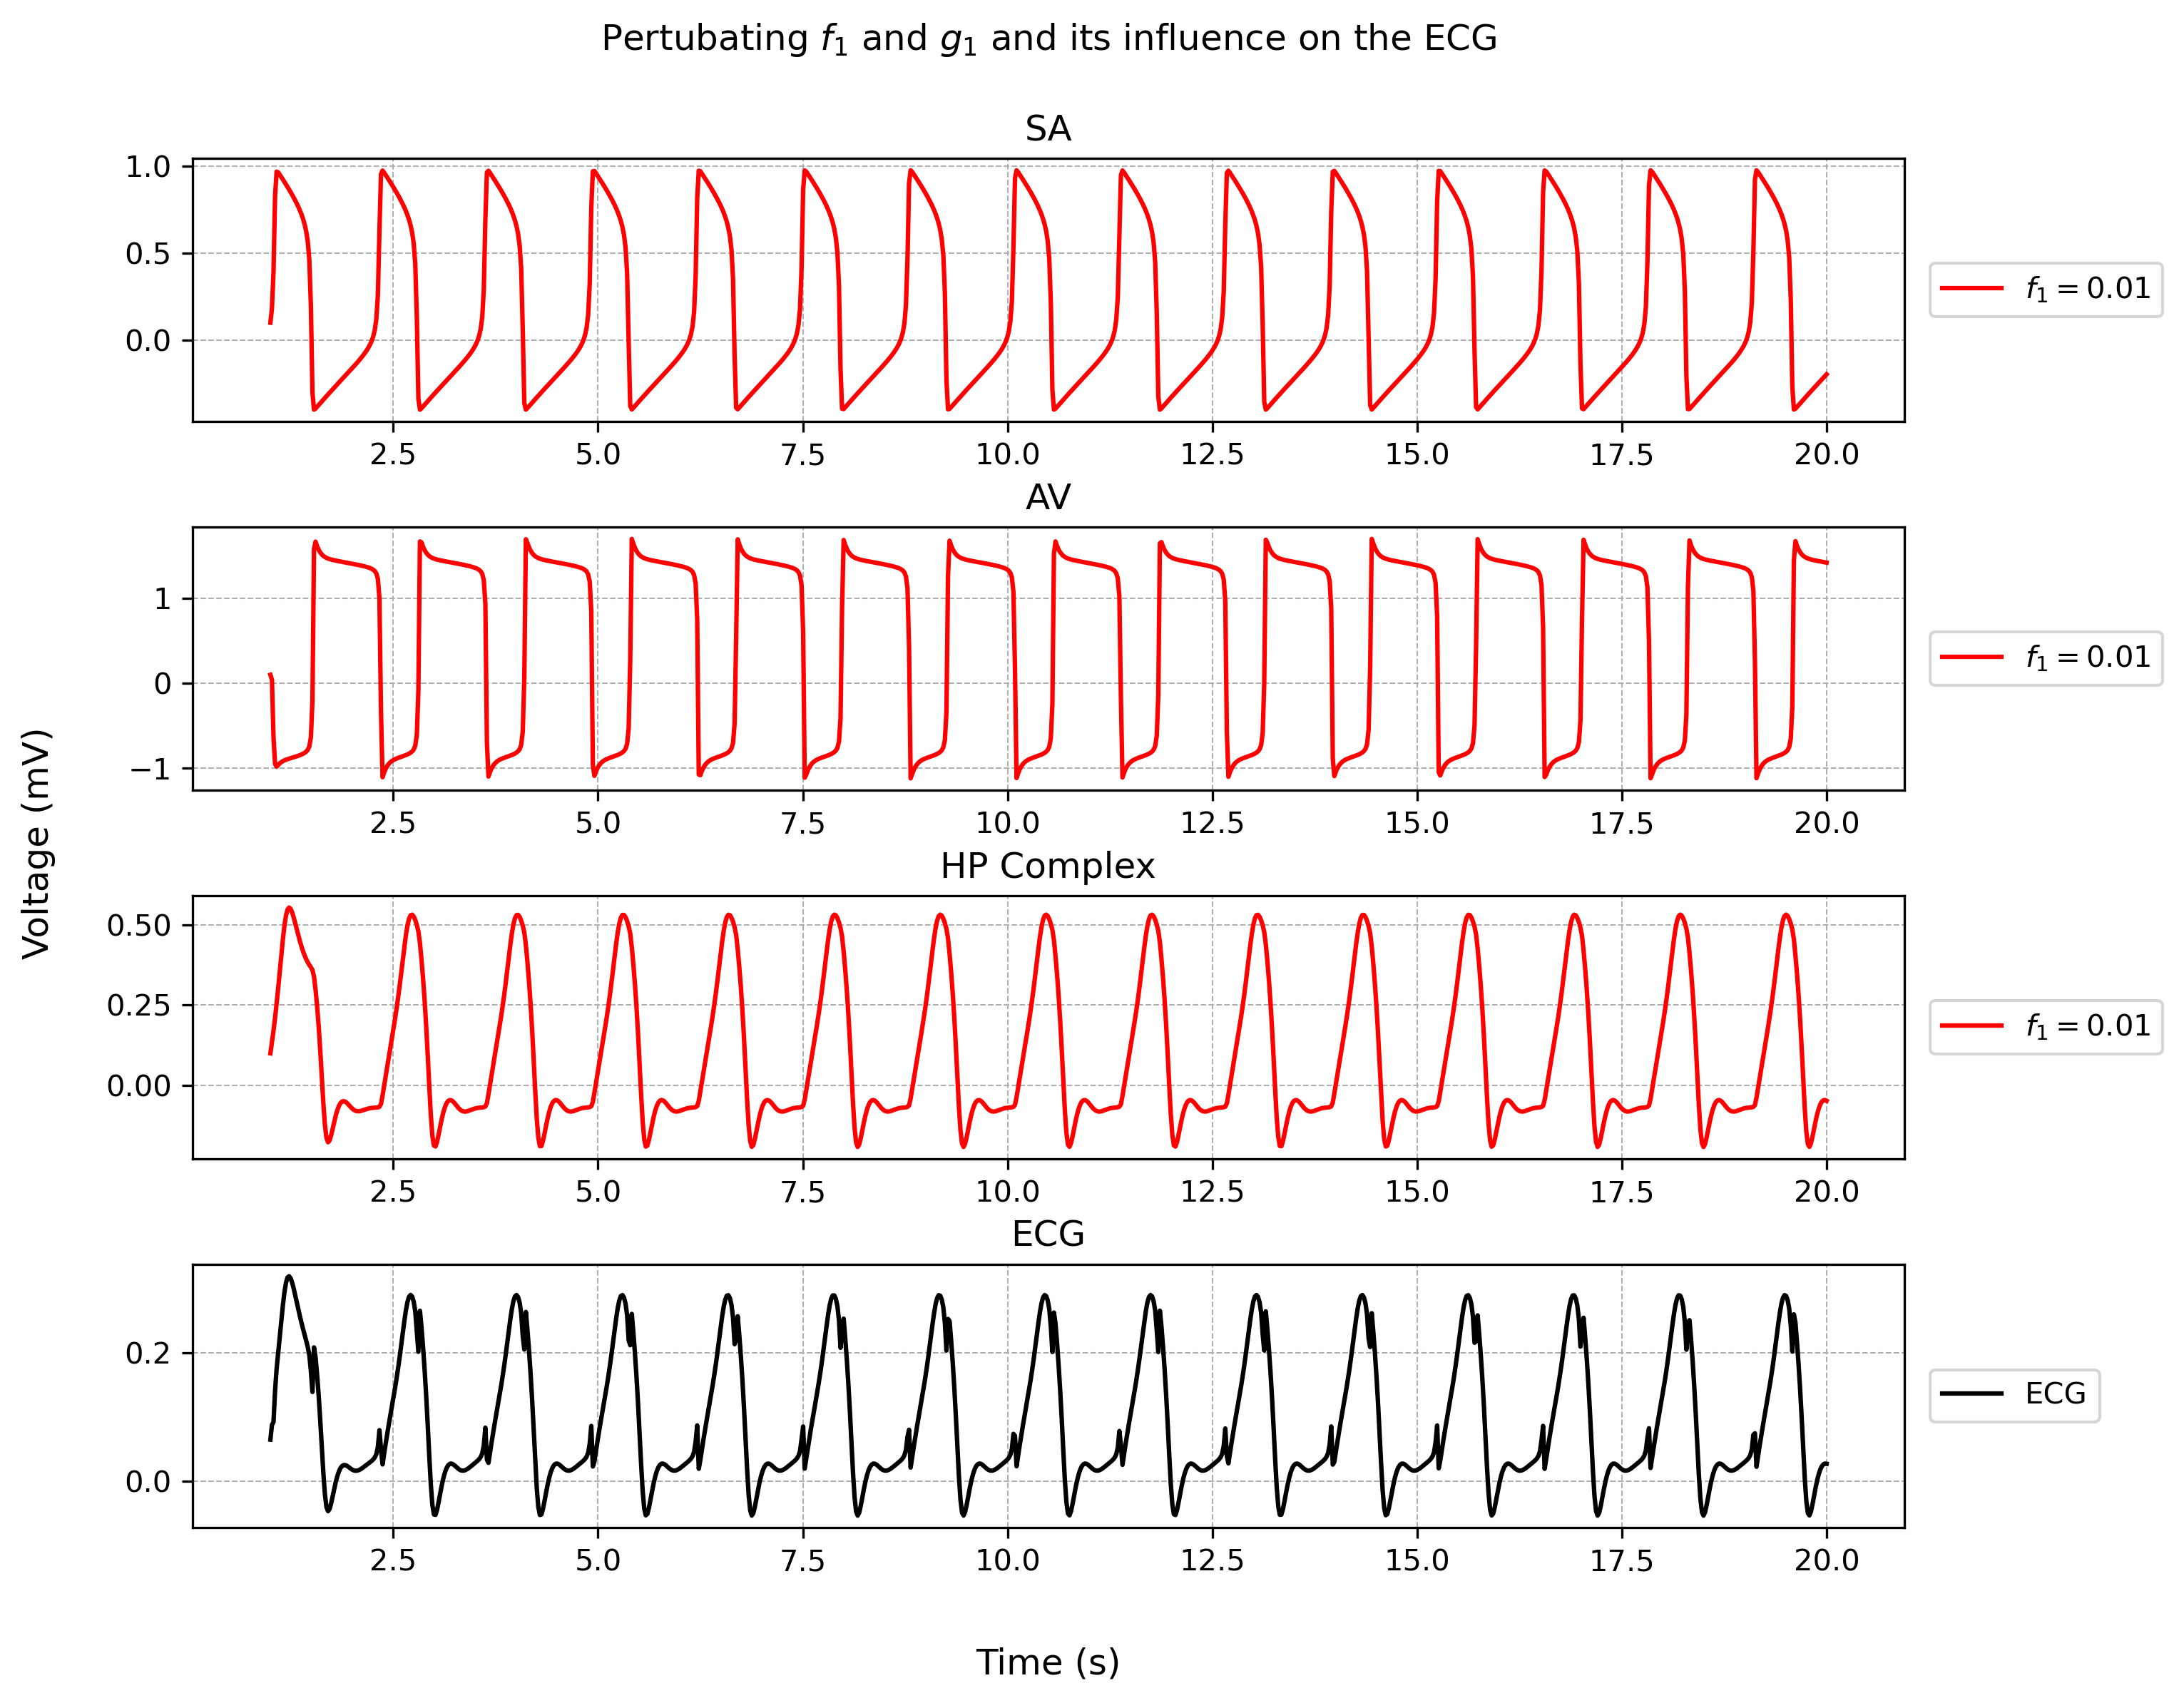 Pertubating f₁ and g₁ and its influence on the ECG
SA
1.0
0.5
0.0
2.5 5.0 7.5 10.0 12.5 15.0 17.5 20.0
f₁ = 0.01
AV
1
0
−1
2.5 5.0 7.5 10.0 12.5 15.0 17.5 20.0
f₁ = 0.01
Voltage (mV)
HP Complex
0.50
0.25
0.00
2.5 5.0 7.5 10.0 12.5 15.0 17.5 20.0
f₁ = 0.01
ECG
0.2
0.0
2.5 5.0 7.5 10.0 12.5 15.0 17.5 20.0
ECG
Time (s)